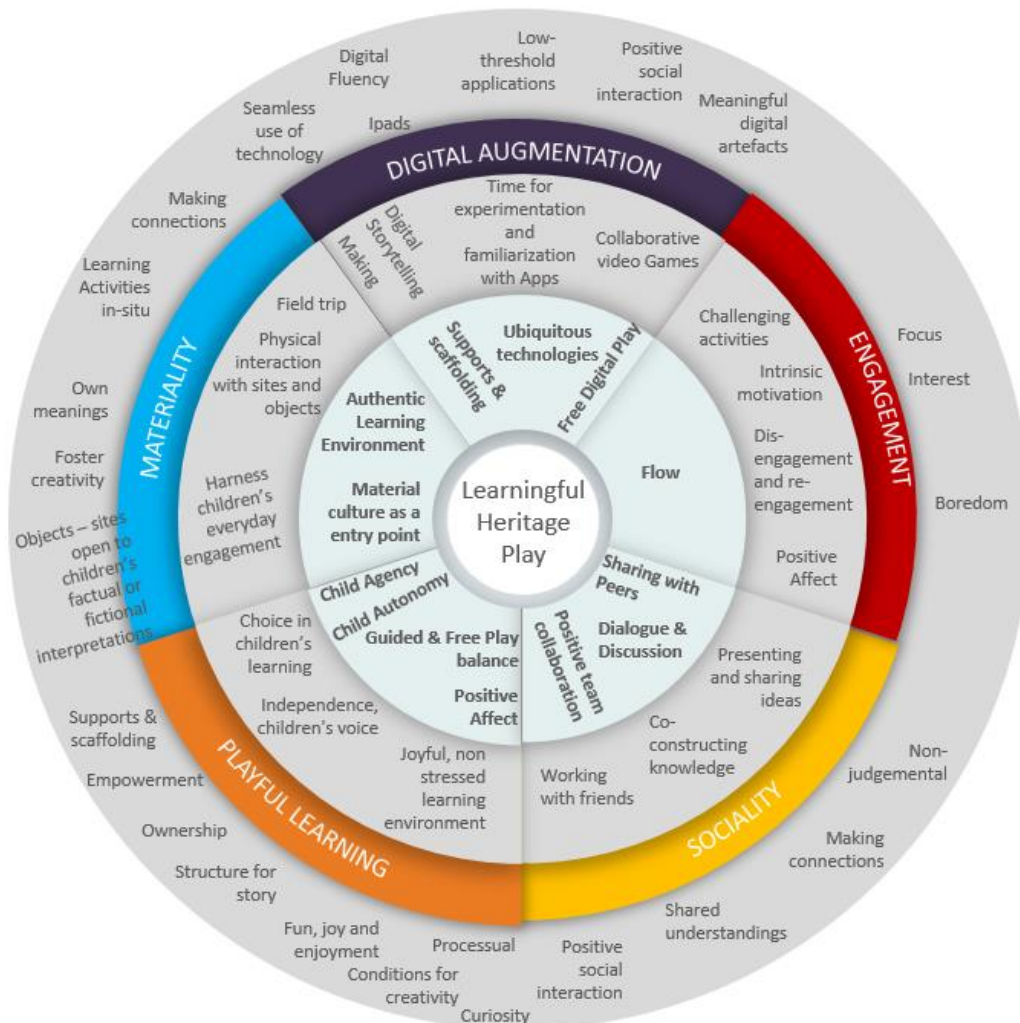 Digital
Fluency
Low-
threshold
applications
Positive
social
interaction
Meaningful
digital
artefacts
Seamless
use of
technology
Ipads
Making
connections
Learning
Activities
in-situ
Own
meanings
Foster
creativity
Objects – sites
open to
children's
factual or
fictional
interpretations
DIGITAL AUGMENTATION
Making
Digital
Storytelling
Time for
experimentation
and
familiarization
with Apps
Collaborative
video Games
Supports &
scaffolding
Ubiquitous
technologies
Free Digital Play
ENGAGEMENT
Challenging
activities
Intrinsic
motivation
Dis-
engagement
and re-
engagement
Positive
Affect
Flow
Focus
Interest
Boredom
MATERIALITY
Field trip
Physical
interaction
with sites and
objects
Harness
children's
everyday
engagement
Authentic
Learning
Environment
Material
culture as a
entry point
Learningful
Heritage
Play
Child Agency
Child Autonomy
Guided & Free Play
balance
Positive
Affect
Sharing with
Peers
Dialogue &
Discussion
Positive team
collaboration
PLAYFUL LEARNING
Choice in
children's
learning
Independence,
children's voice
Joyful, non
stressed
learning
environment
SOCIALITY
Presenting
and sharing
ideas
Co-
constructing
knowledge
Working
with friends
Supports &
scaffolding
Empowerment
Ownership
Structure for
story
Fun, joy and
enjoyment
Processual
Conditions for
creativity
Curiosity
Positive
social
interaction
Shared
understandings
Making
connections
Non-
judgemental